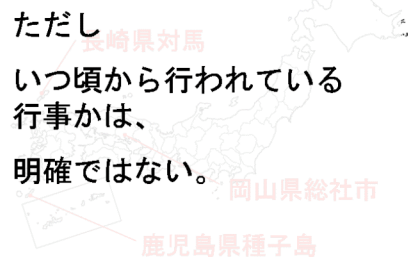 ただし
長崎県対馬
いつ頃から行われている
行事かは、
明確ではない。
岡山県総社市
鹿児島県種子島